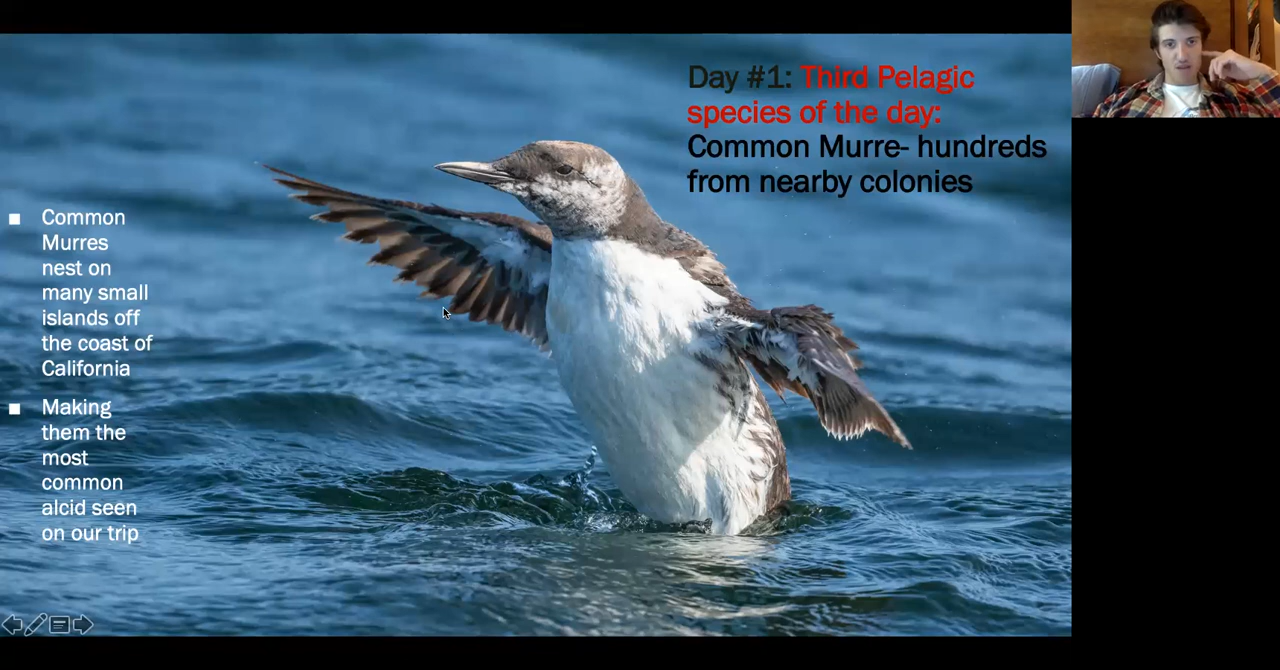 Day #1: Third Pelagic
species of the day:
Common Murre- hundreds
from nearby colonies
■ Common
Murres
nest on
many small
islands off
the coast of
California
■ Making
them the
most
common
alcid seen
on our trip